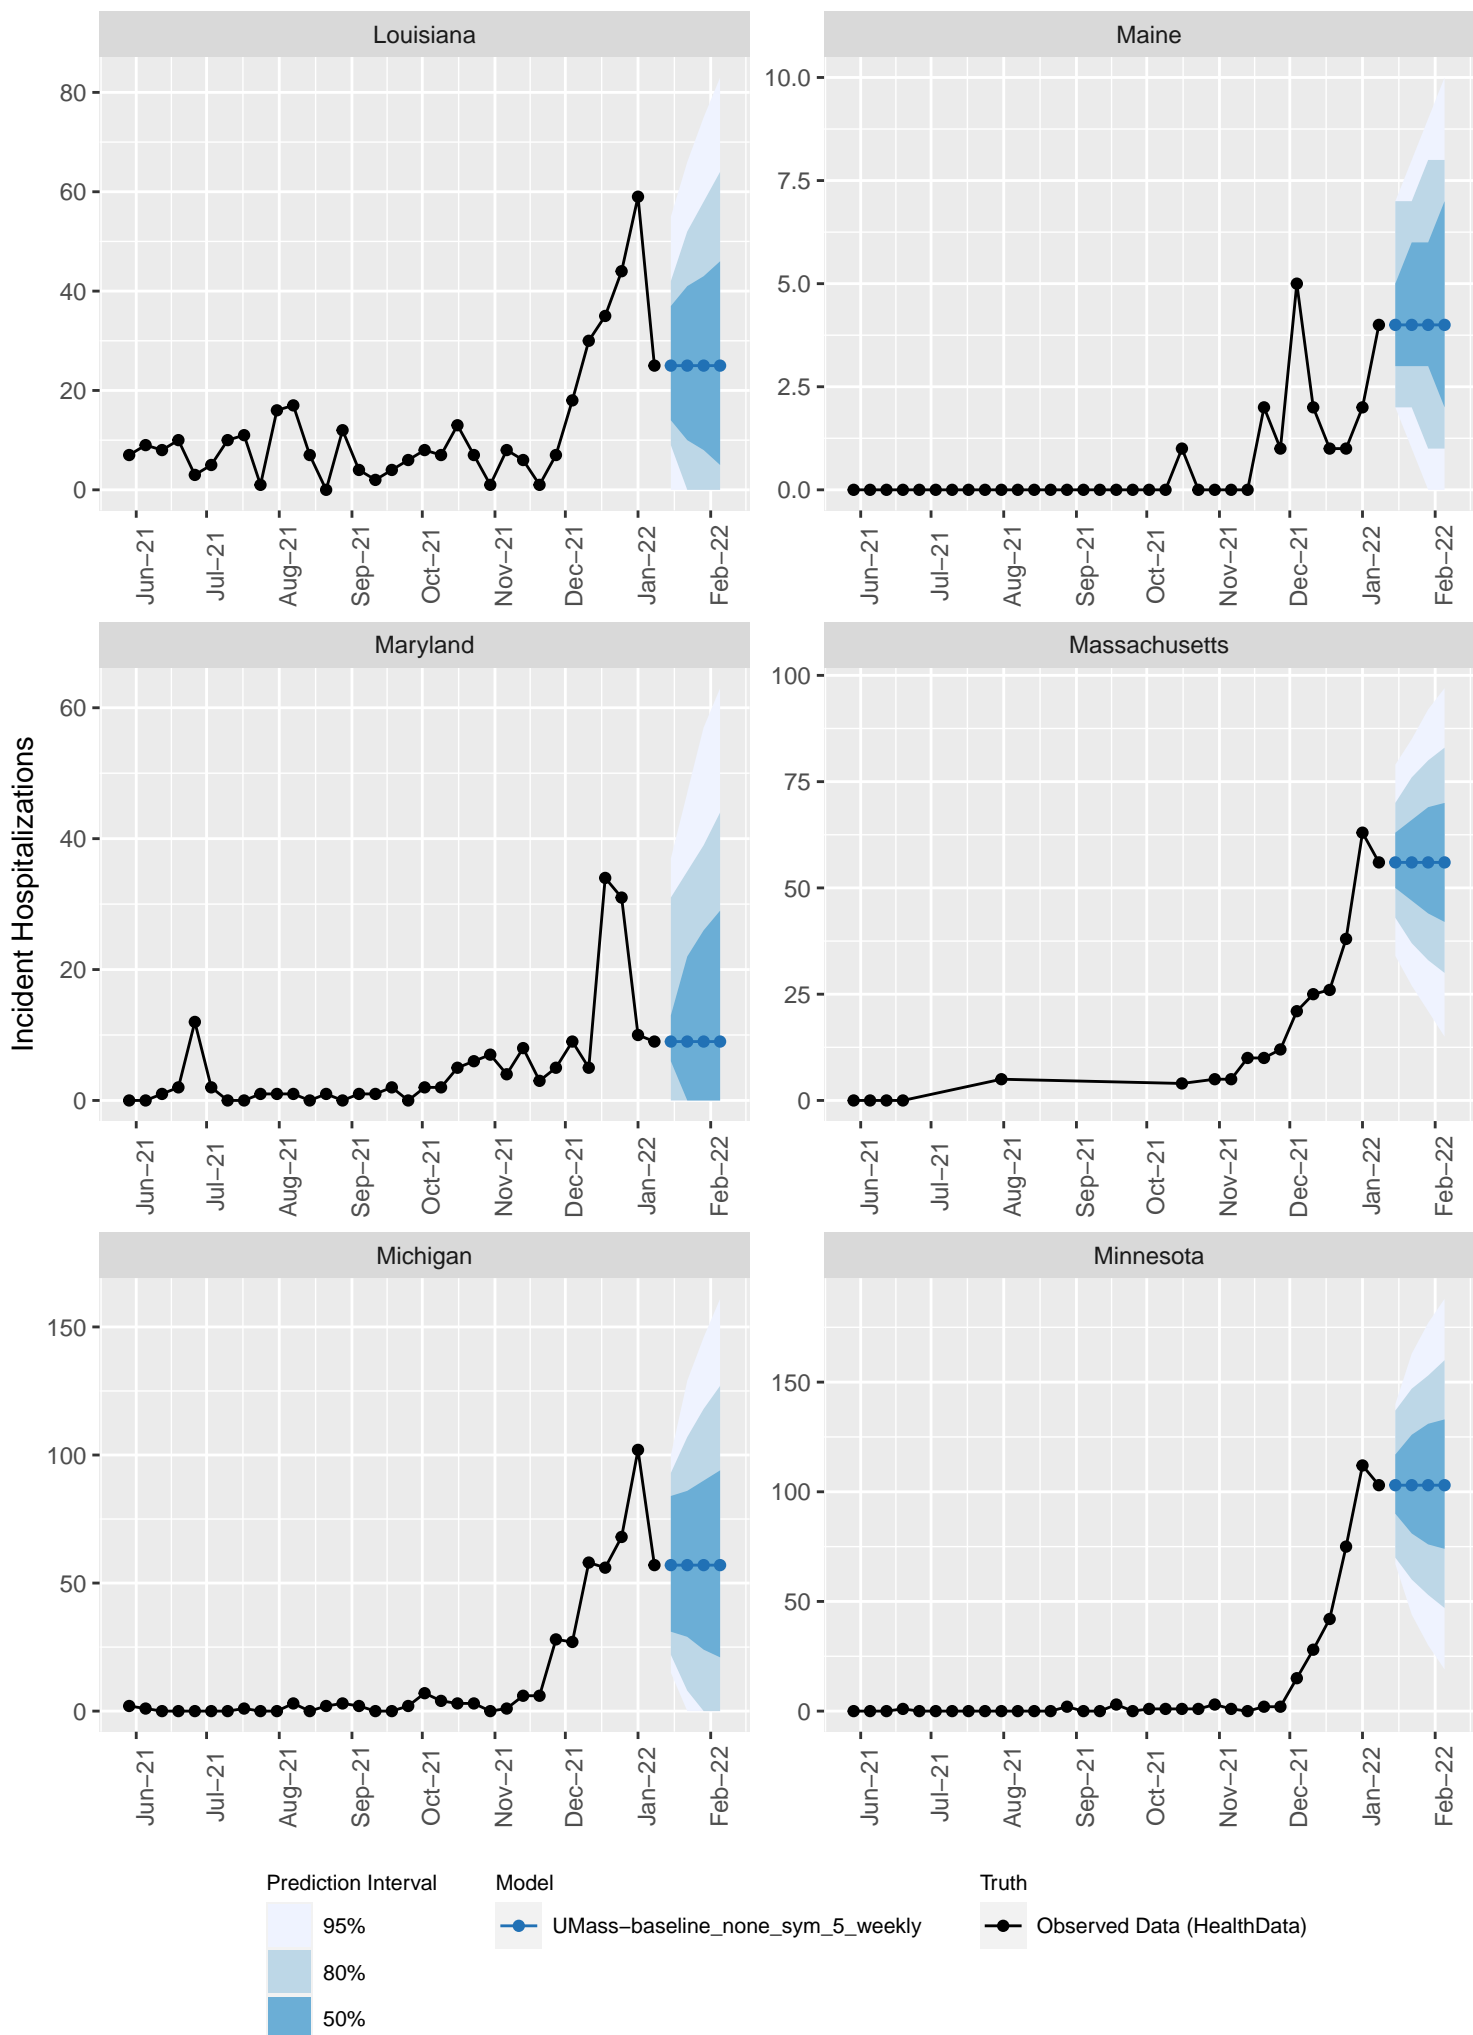 Louisiana
Maine
80
60
40
20
0
10.0
7.5
5.0
2.5
0.0
Jun−21
Jul−21
Aug−21
Sep−21
Oct−21
Nov−21
Dec−21
Jan−22
Feb−22
Jun−21
Jul−21
Aug−21
Sep−21
Oct−21
Nov−21
Dec−21
Jan−22
Feb−22
Incident Hospitalizations
Maryland
Massachusetts
60
40
20
0
100
75
50
25
0
Jun−21
Jul−21
Aug−21
Sep−21
Oct−21
Nov−21
Dec−21
Jan−22
Feb−22
Jun−21
Jul−21
Aug−21
Sep−21
Oct−21
Nov−21
Dec−21
Jan−22
Feb−22
Michigan
Minnesota
150
100
50
0
150
100
50
0
Jun−21
Jul−21
Aug−21
Sep−21
Oct−21
Nov−21
Dec−21
Jan−22
Feb−22
Jun−21
Jul−21
Aug−21
Sep−21
Oct−21
Nov−21
Dec−21
Jan−22
Feb−22
Prediction Interval
95%
80%
50%
Model
UMass−baseline_none_sym_5_weekly
Truth
Observed Data (HealthData)